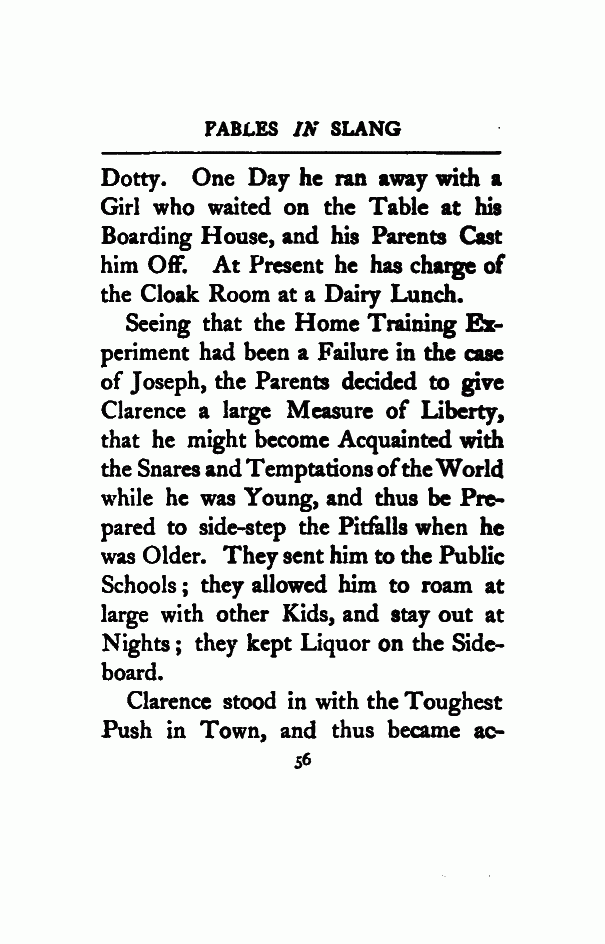 FABLES IN SLANG
Dotty. One Day he ran away with a
Girl who waited on the Table at his
Boarding House, and his Parents Cast
him Off. At Present he has charge of
the Cloak Room at a Dairy Lunch.
Seeing that the Home Training Ex-
periment had been a Failure in the case
of Joseph, the Parents decided to give
Clarence a large Measure of Liberty,
that he might become Acquainted with
the Snares and Temptations of the World
while he was Young, and thus be Pre-
pared to side-step the Pitfalls when he
was Older. They sent him to the Public
Schools; they allowed him to roam at
large with other Kids, and stay out at
Nights; they kept Liquor on the Side-
board.
Clarence stood in with the Toughest
Push in Town, and thus became ac-
56